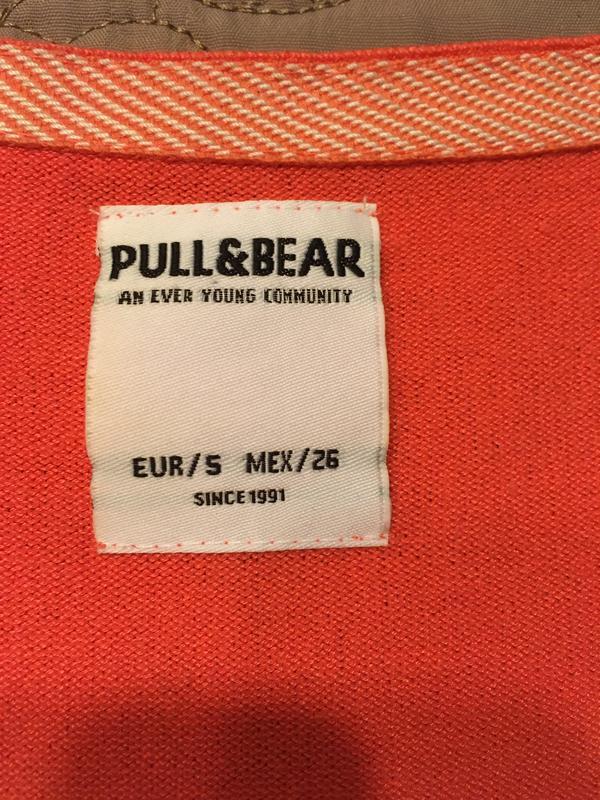 PULL&BEAR
AN EVER YOUNG COMMUNITY
EUR/S MEX/26
SINCE 1991